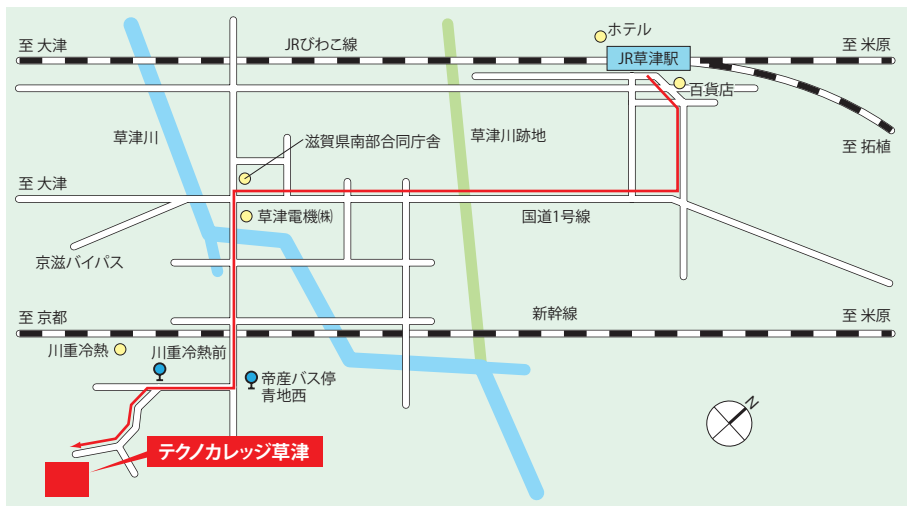 ホテル
至 大津
JRびわこ線
至 米原
JR草津駅
百貨店
草津川
滋賀県南部合同庁舎
草津川跡地
至 拓植
至 大津
草津電機㈱
国道1号線
京滋バイパス
至 京都
新幹線
至 米原
川重冷熱
川重冷熱前
帝産バス停
青地西
N
テクノカレッジ草津